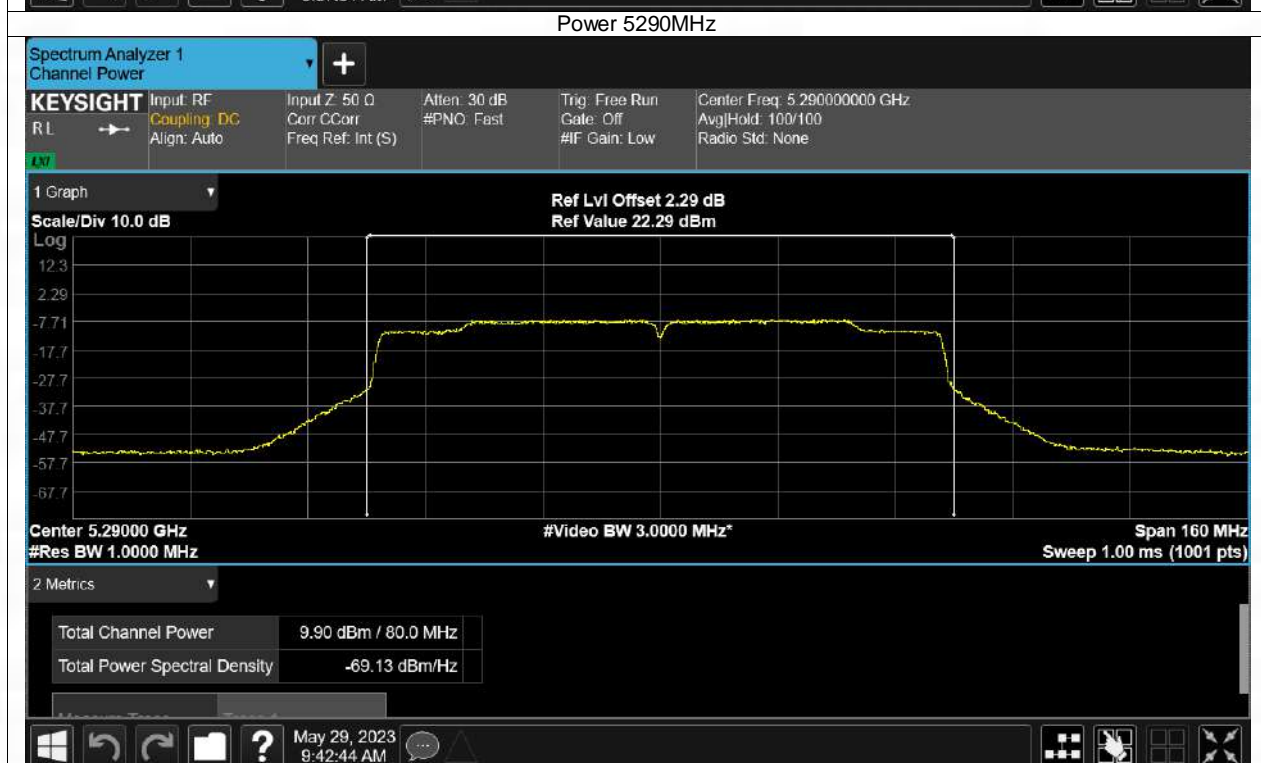 Power 5290MHz
Spectrum Analyzer 1
Channel Power
+
KEYSIGHT
RL
LXI
Input: RF
Coupling: DC
Align: Auto
Input Z: 50 Ω
Corr CCorr
Freq Ref: Int (S)
Atten: 30 dB
#PNO: Fast
Trig: Free Run
Gate: Off
#IF Gain: Low
Center Freq: 5.290000000 GHz
Avg|Hold: 100/100
Radio Std: None
1 Graph
Ref Lvl Offset 2.29 dB
Scale/Div 10.0 dB
Ref Value 22.29 dBm
Log
12.3
2.29
-7.71
-17.7
-27.7
-37.7
-47.7
-57.7
-67.7
Center 5.29000 GHz
#Video BW 3.0000 MHz*
Span 160 MHz
#Res BW 1.0000 MHz
Sweep 1.00 ms (1001 pts)
2 Metrics
Total Channel Power 9.90 dBm / 80.0 MHz
Total Power Spectral Density -69.13 dBm/Hz
?
May 29, 2023
9:42:44 AM